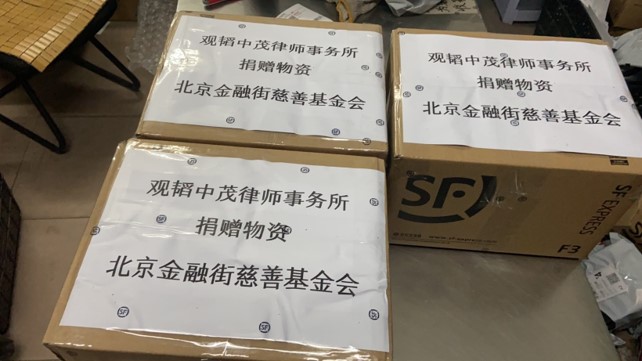 观韬中茂律师事务所
捐赠物资
北京金融街慈善基金会
观韬中茂律师事务所
捐赠物资
北京金融街慈善基金会
观韬中茂律师事务所
捐赠物资
北京金融街慈善基金会
SF
SF EXPRESS
F3